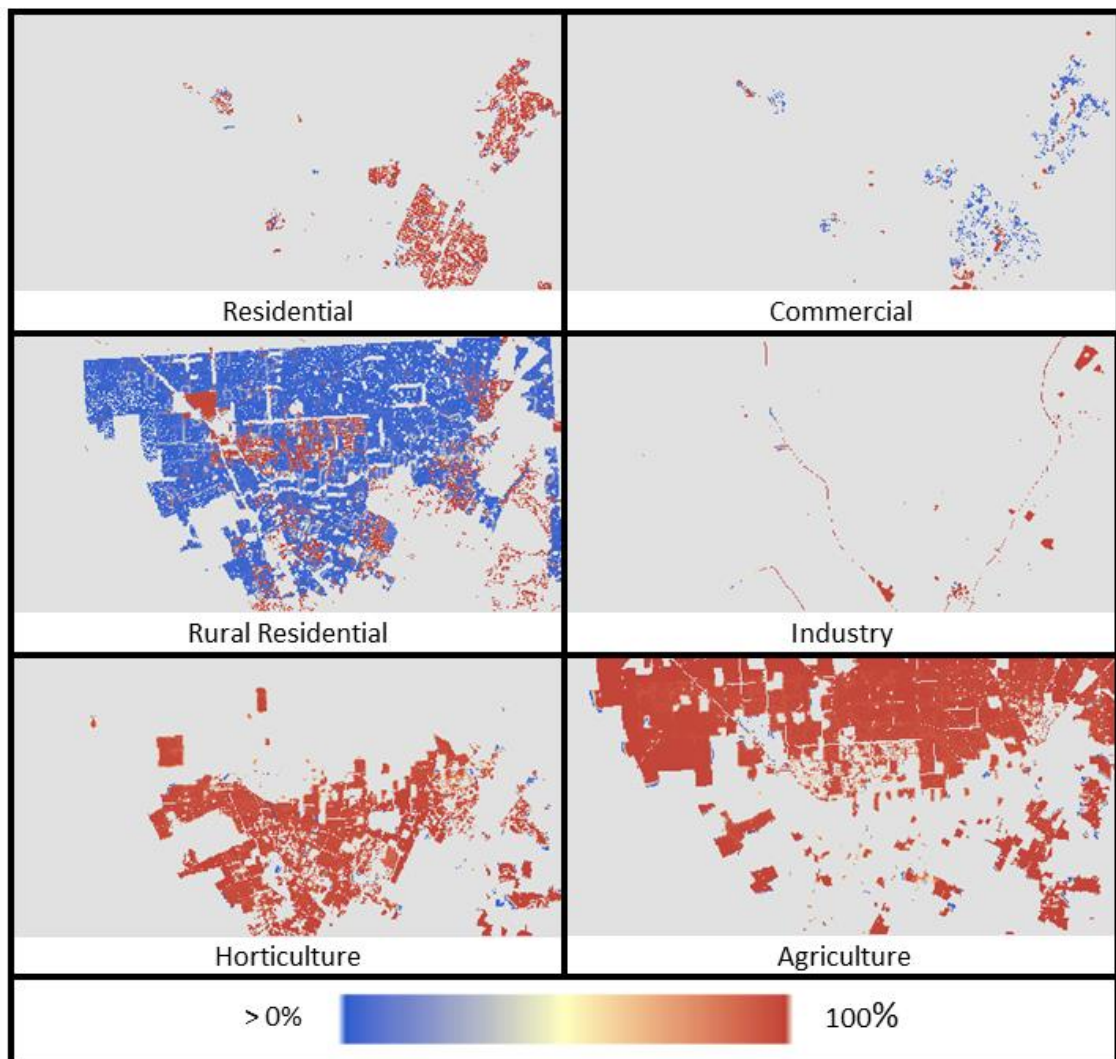 Residential
Commercial
Rural Residential
Industry
Horticulture
Agriculture
> 0%
100%